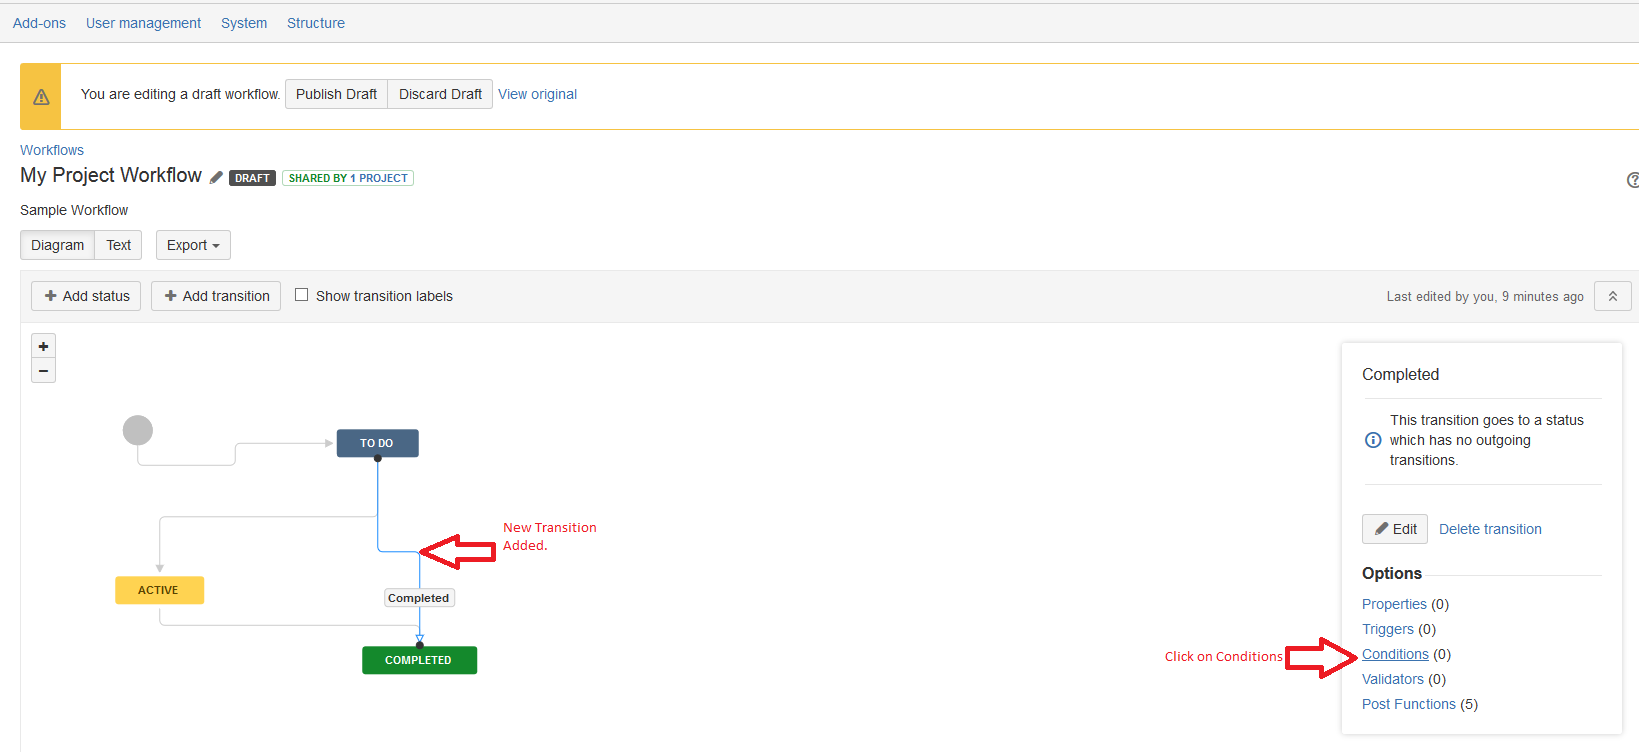 Add-ons User management System Structure
You are editing a draft workflow. Publish Draft Discard Draft View original
Workflows
My Project Workflow DRAFT SHARED BY 1 PROJECT
Sample Workflow
Diagram Text Export
Add status Add transition Show transition labels Last edited by you, 9 minutes ago
Completed
This transition goes to a status
which has no outgoing
transitions.
TO DO
New Transition
Added.
Edit Delete transition
Options
ACTIVE
Completed
Properties (0)
Triggers (0)
Click on Conditions Conditions (0)
COMPLETED
Validators (0)
Post Functions (5)